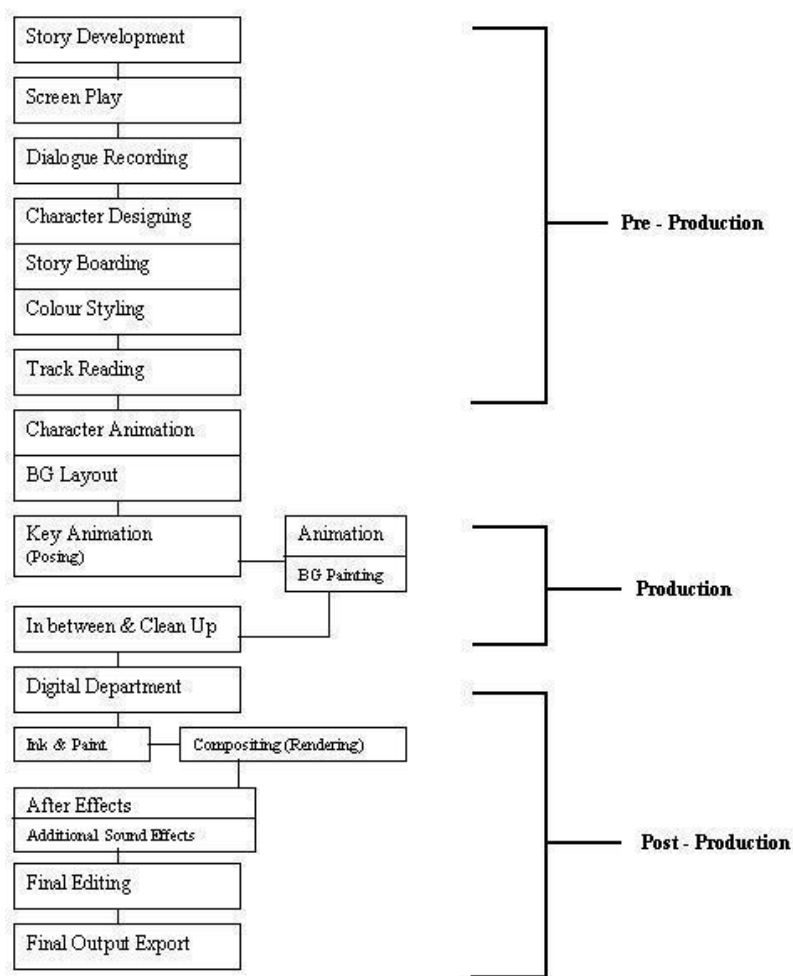 Story Development
Screen Play
Dialogue Recording
Character Designing
Pre - Production
Story Boarding
Colour Styling
Track Reading
Character Animation
BG Layout
Key Animation
(Posing)
Animation
BG Painting
Production
In between & Clean Up
Digital Department
Ink & Paint
Compositing (Rendering)
After Effects
Additional Sound Effects
Post - Production
Final Editing
Final Output Export